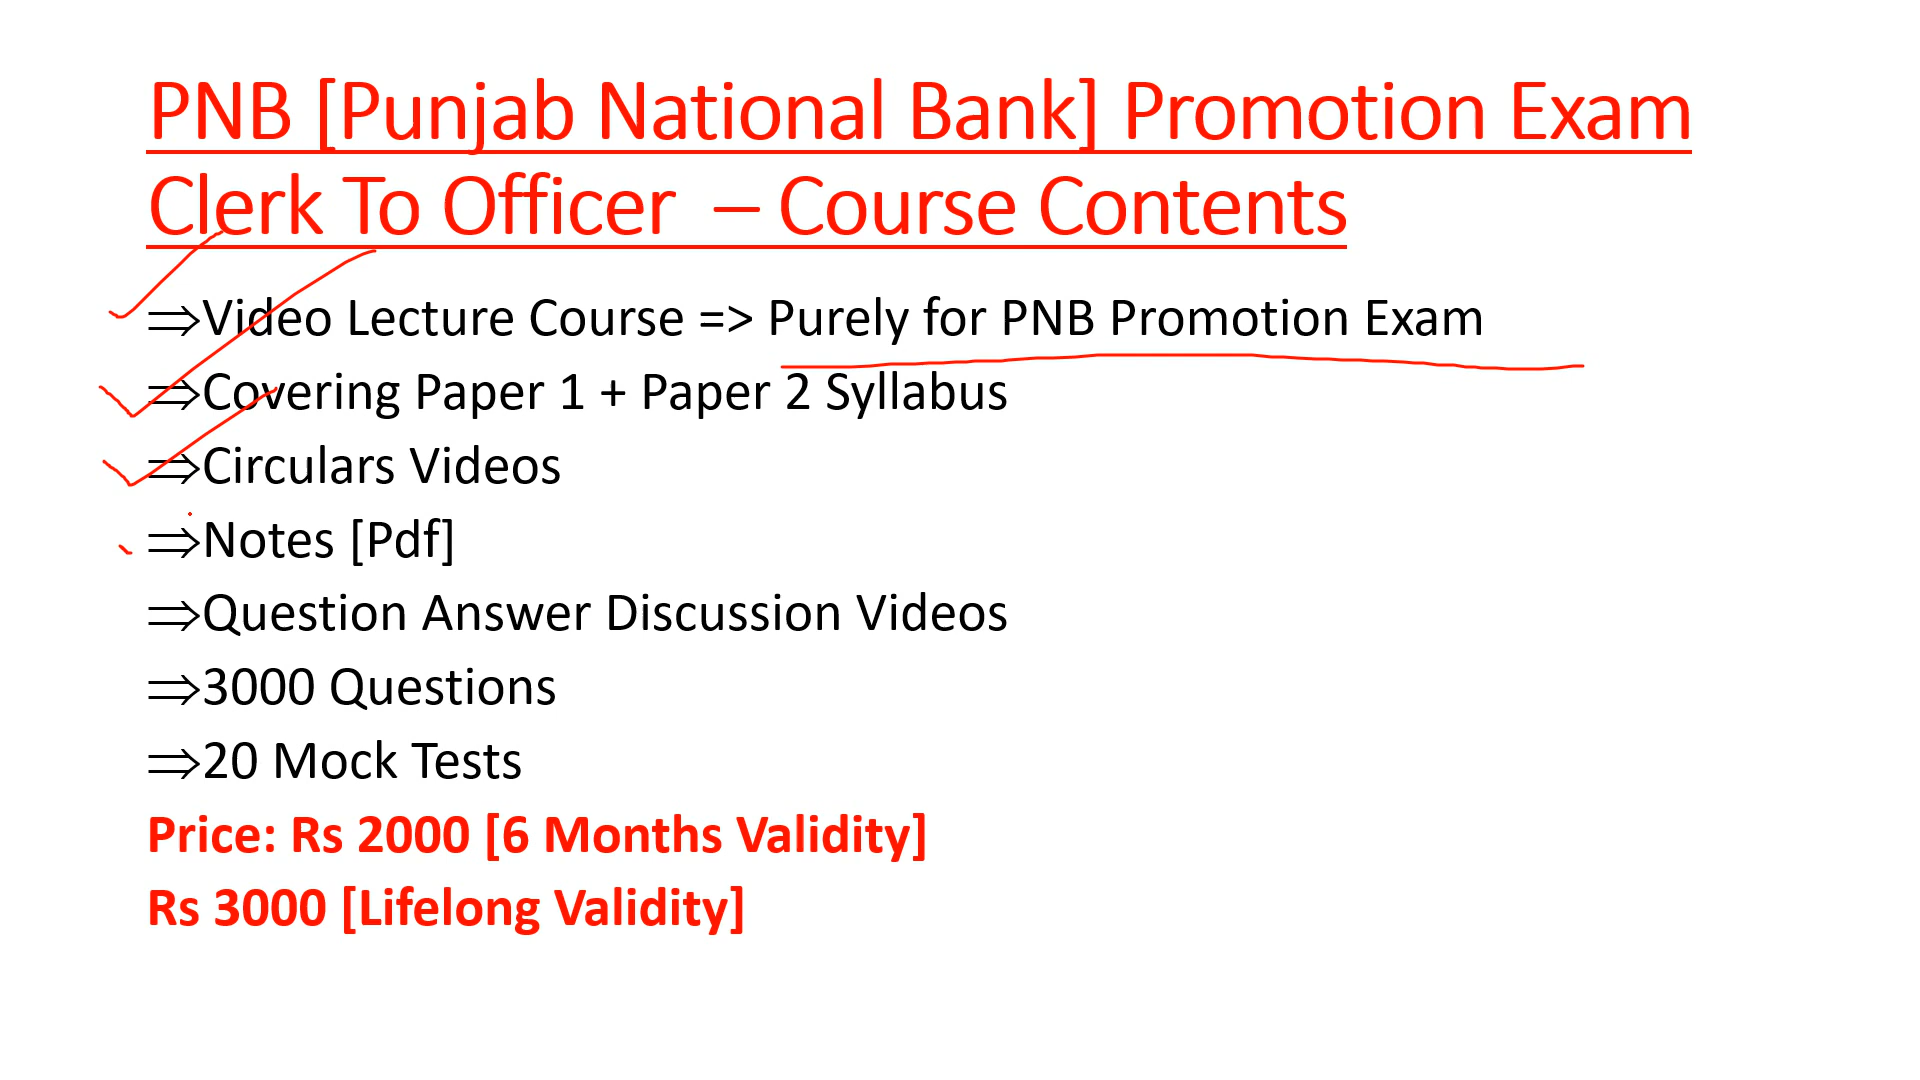 PNB [Punjab National Bank] Promotion Exam
Clerk To Officer – Course Contents
⇒Video Lecture Course => Purely for PNB Promotion Exam
⇒Covering Paper 1 + Paper 2 Syllabus
⇒Circulars Videos
⇒Notes [Pdf]
⇒Question Answer Discussion Videos
⇒3000 Questions
⇒20 Mock Tests
Price: Rs 2000 [6 Months Validity]
Rs 3000 [Lifelong Validity]